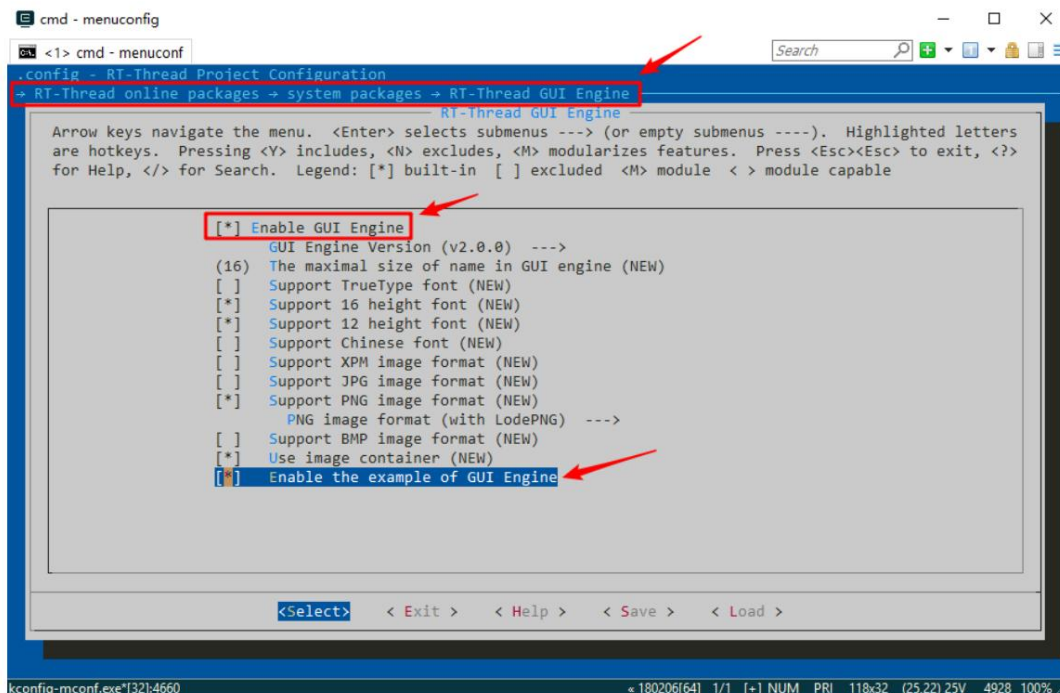 cmd - menuconfig
<1> cmd - menuconf
Search
.config - RT-Thread Project Configuration
→ RT-Thread online packages → system packages → RT-Thread GUI Engine
RT-Thread GUI Engine
Arrow keys navigate the menu. <Enter> selects submenus ---> (or empty submenus ----). Highlighted letters
are hotkeys. Pressing <Y> includes, <N> excludes, <M> modularizes features. Press <Esc><Esc> to exit, <?>
for Help, </> for Search. Legend: [*] built-in [ ] excluded <M> module < > module capable
[*] Enable GUI Engine
GUI Engine Version (v2.0.0) --->
(16) The maximal size of name in GUI engine (NEW)
[ ] Support TrueType font (NEW)
[*] Support 16 height font (NEW)
[*] Support 12 height font (NEW)
[ ] Support Chinese font (NEW)
[ ] Support XPM image format (NEW)
[ ] Support JPG image format (NEW)
[*] Support PNG image format (NEW)
PNG image format (with LodePNG) --->
[ ] Support BMP image format (NEW)
[*] Use image container (NEW)
[*] Enable the example of GUI Engine
<Select> < Exit > < Help > < Save > < Load >
kconfig-mconf.exe*[32]:4660 « 180206[64] 1/1 [+] NUM PRI 118x32 (25,22) 25V 4928 100%